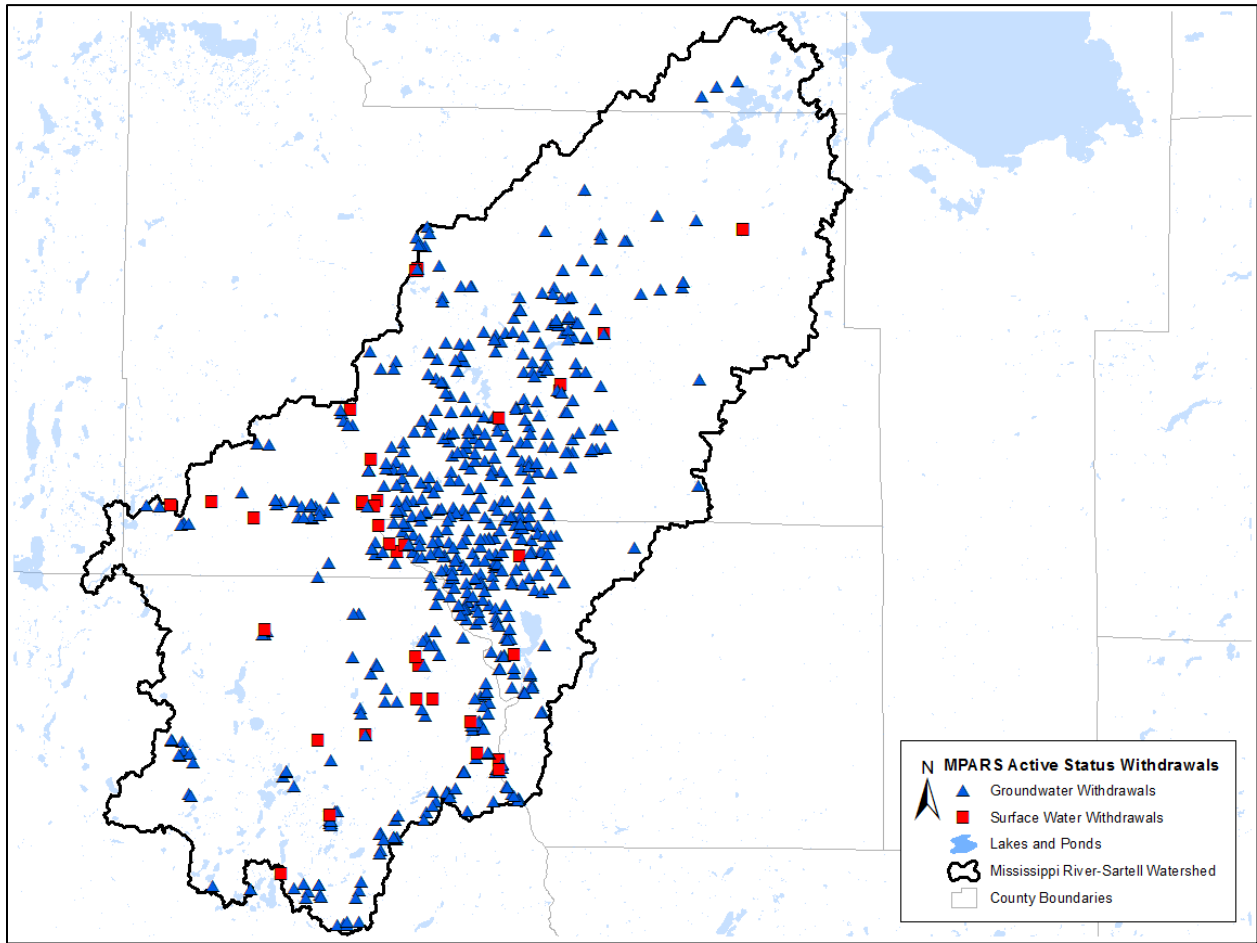 MPARS Active Status Withdrawals
N
Groundwater Withdrawals
Surface Water Withdrawals
Lakes and Ponds
Mississippi River-Sartell Watershed
County Boundaries